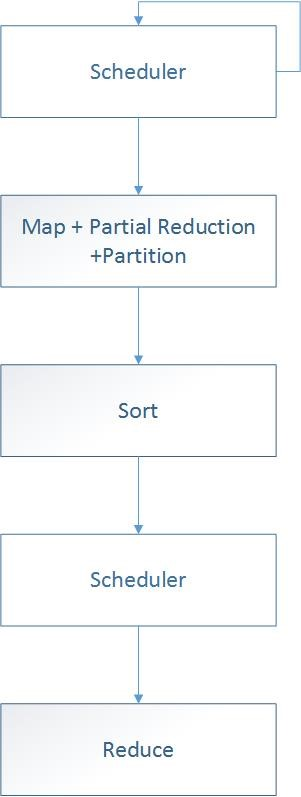 Scheduler
Map + Partial Reduction
+Partition
Sort
Scheduler
Reduce